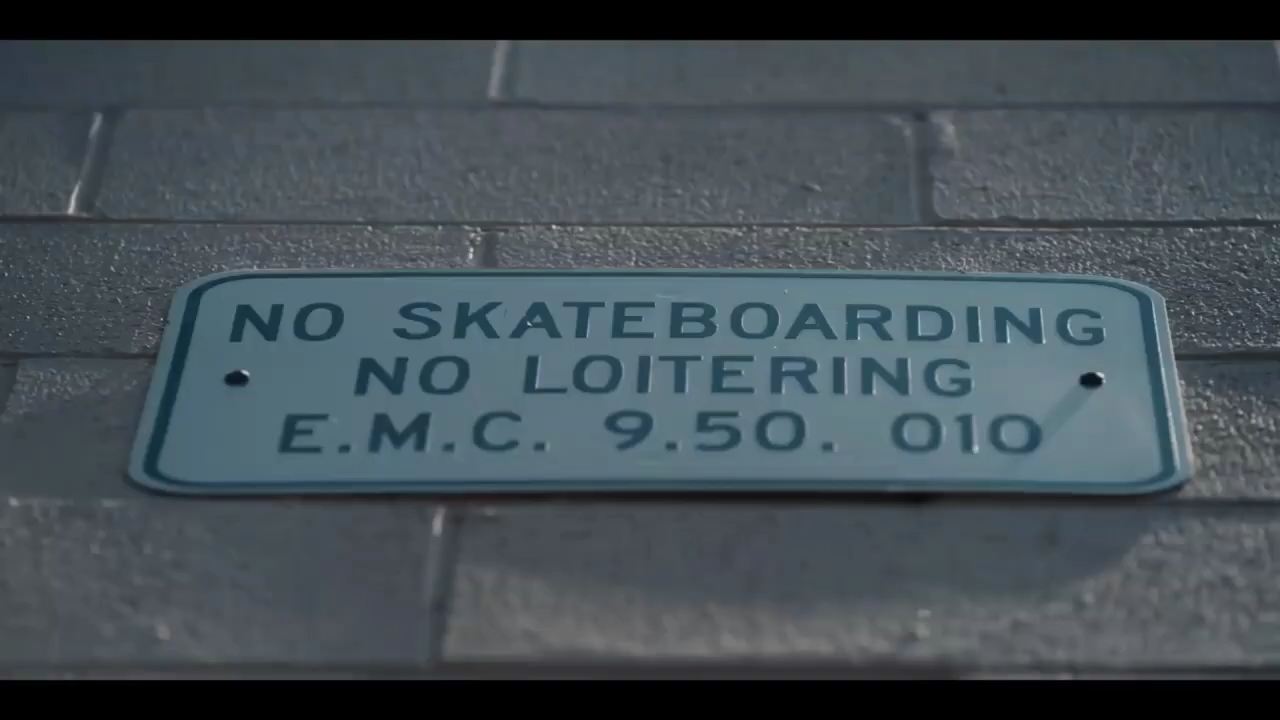 NO SKATEBOARDING
NO LOITERING
E.M.C. 9.50. 010